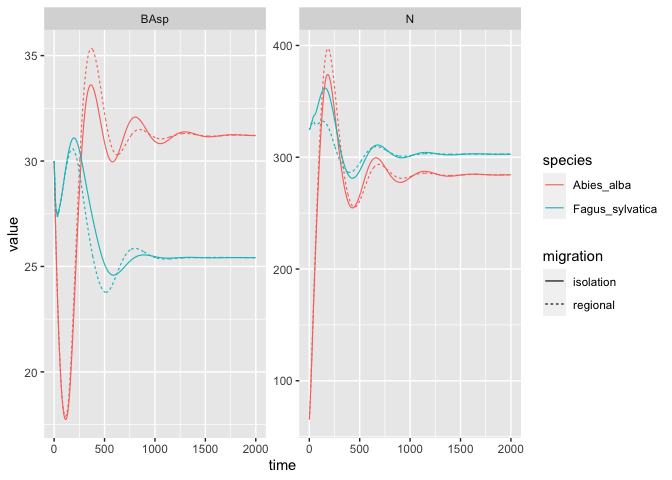 BAsp
N
35
30
25
20
400
300
200
100
value
0
500
1000
1500
2000
0
500
1000
1500
2000
time
species
Abies_alba
Fagus_sylvatica
migration
isolation
regional